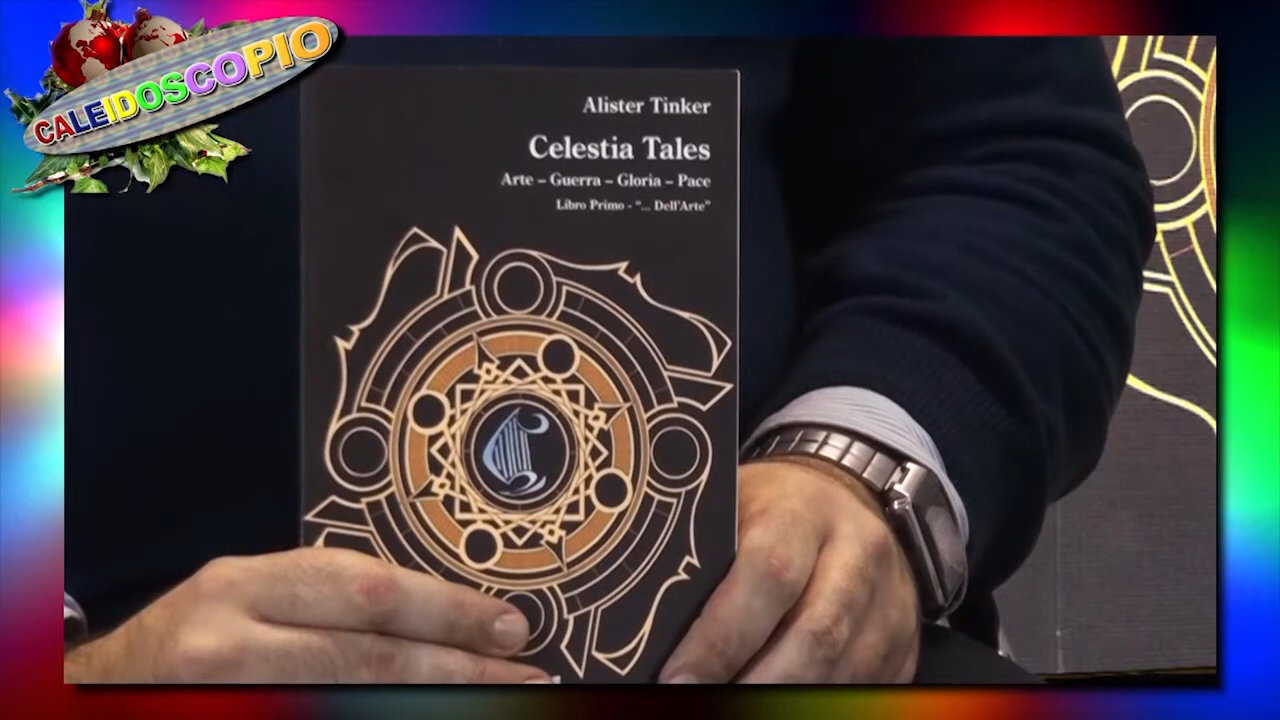 CALEIDOSCOPIO
Alister Tinker
Celestia Tales
Arte – Guerra – Gloria – Pace
Libro Primo - “... Dell’Arte”
C